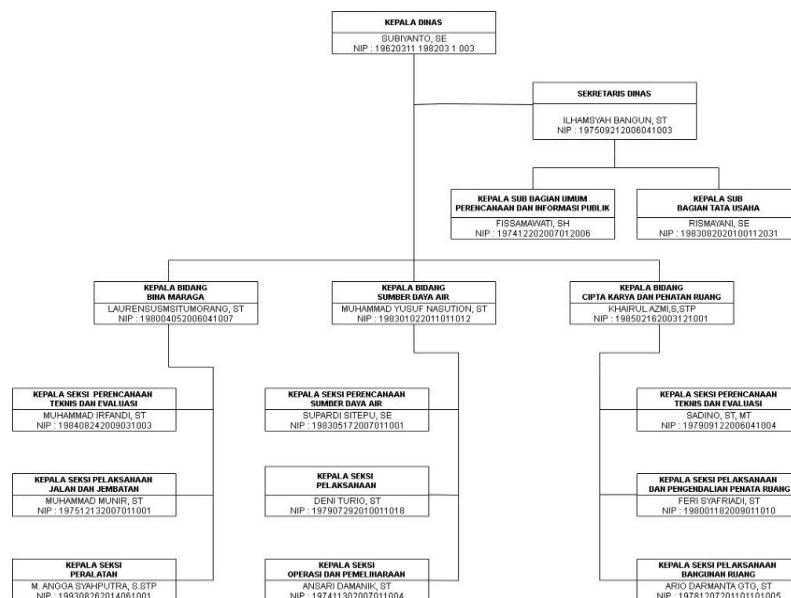 KEPALA DINAS
SUBIYANTO, SE
NIP : 19620311 198203 1 003
SEKRETARIS DINAS
ILHAMSYAH BANGUN, ST
NIP : 197509212006041003
KEPALA SUB BAGIAN UMUM
PERENCANAAN DAN INFORMASI PUBLIK
FISSAMAWATI, SH
NIP : 197412202007012006
KEPALA SUB
BAGIAN TATA USAHA
RISMAYANI, SE
NIP : 1983082020100112031
KEPALA BIDANG
BINA MARAGA
LAURENSUSMSITUMORANG, ST
NIP : 198004052006041007
KEPALA BIDANG
SUMBER DAYA AIR
MUHAMMAD YUSUF NASUTION, ST
NIP : 198301022011011012
KEPALA BIDANG
CIPTA KARYA DAN PENATAN RUANG
KHAIRUL AZMI,S,STP
NIP : 198502162003121001
KEPALA SEKSI PERENCANAAN
TEKNIS DAN EVALUASI
MUHAMMAD IRFANDI, ST
NIP : 198408242009031003
KEPALA SEKSI PERENCANAAN
SUMBER DAYA AIR
SUPARDI SITEPU, SE
NIP : 198305172007011001
KEPALA SEKSI PERENCANAAN
TEKNIS DAN EVALUASI
SADINO, ST, MT
NIP : 197909122006041004
KEPALA SEKSI PELAKSANAAN
JALAN DAN JEMBATAN
MUHAMMAD MUNIR, ST
NIP : 197512132007011001
KEPALA SEKSI
PELAKSANAAN
DENI TURIO, ST
NIP : 197907292010011018
KEPALA SEKSI PELAKSANAAN
DAN PENGENDALIAN PENATA RUANG
FERI SYAFRIADI, ST
NIP : 198001182009011010
KEPALA SEKSI
PERALATAN
M. ANGGA SYAHPUTRA, S.STP
NIP : 199308262014061001
KEPALA SEKSI
OPERASI DAN PEMELIHARAAN
ANSARI DAMANIK, ST
NIP : 197411302007011004
KEPALA SEKSI PELAKSANAAN
BANGUNAN RUANG
ARIO DARMANTA GTG, ST
NIP : 19781207201101101005